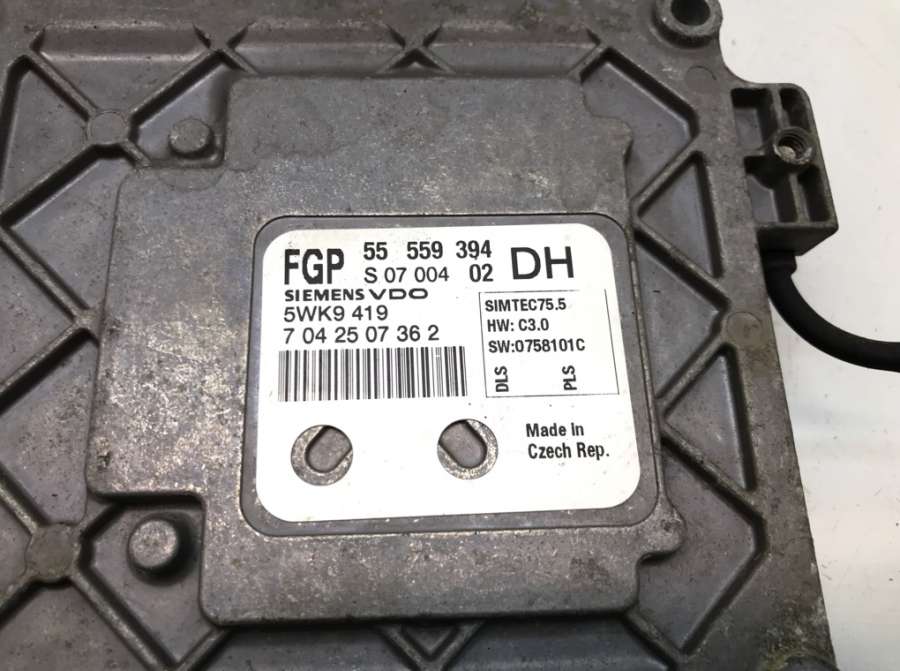 FGP 55 559 394 DH
S 07 004 02
SIEMENS VDO
5WK9 419
7 04 25 07 36 2
SIMTEC75.5
HW: C3.0
SW:0758101C
DLS PLS
Made in
Czech Rep.